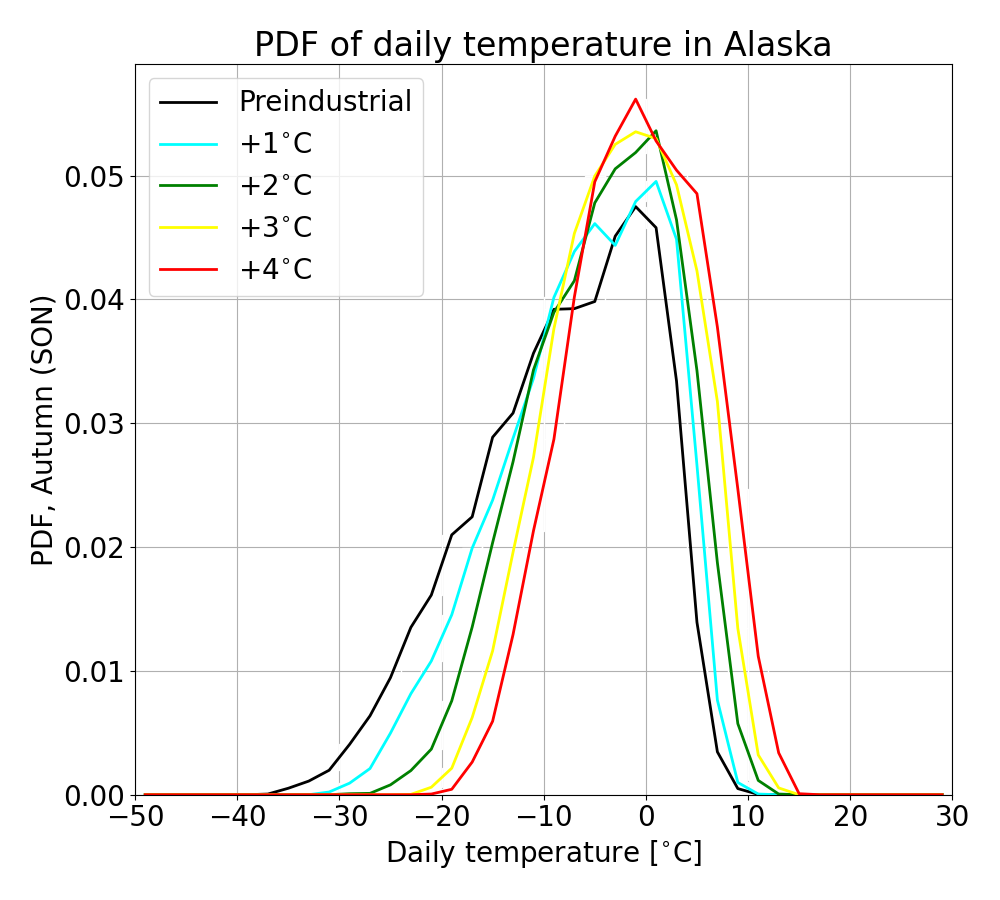 PDF of daily temperature in Alaska
Preindustrial
+1°C
+2°C
+3°C
+4°C
PDF, Autumn (SON)
0.05
0.04
0.03
0.02
0.01
0.00
−50 −40 −30 −20 −10 0 10 20 30
Daily temperature [°C]